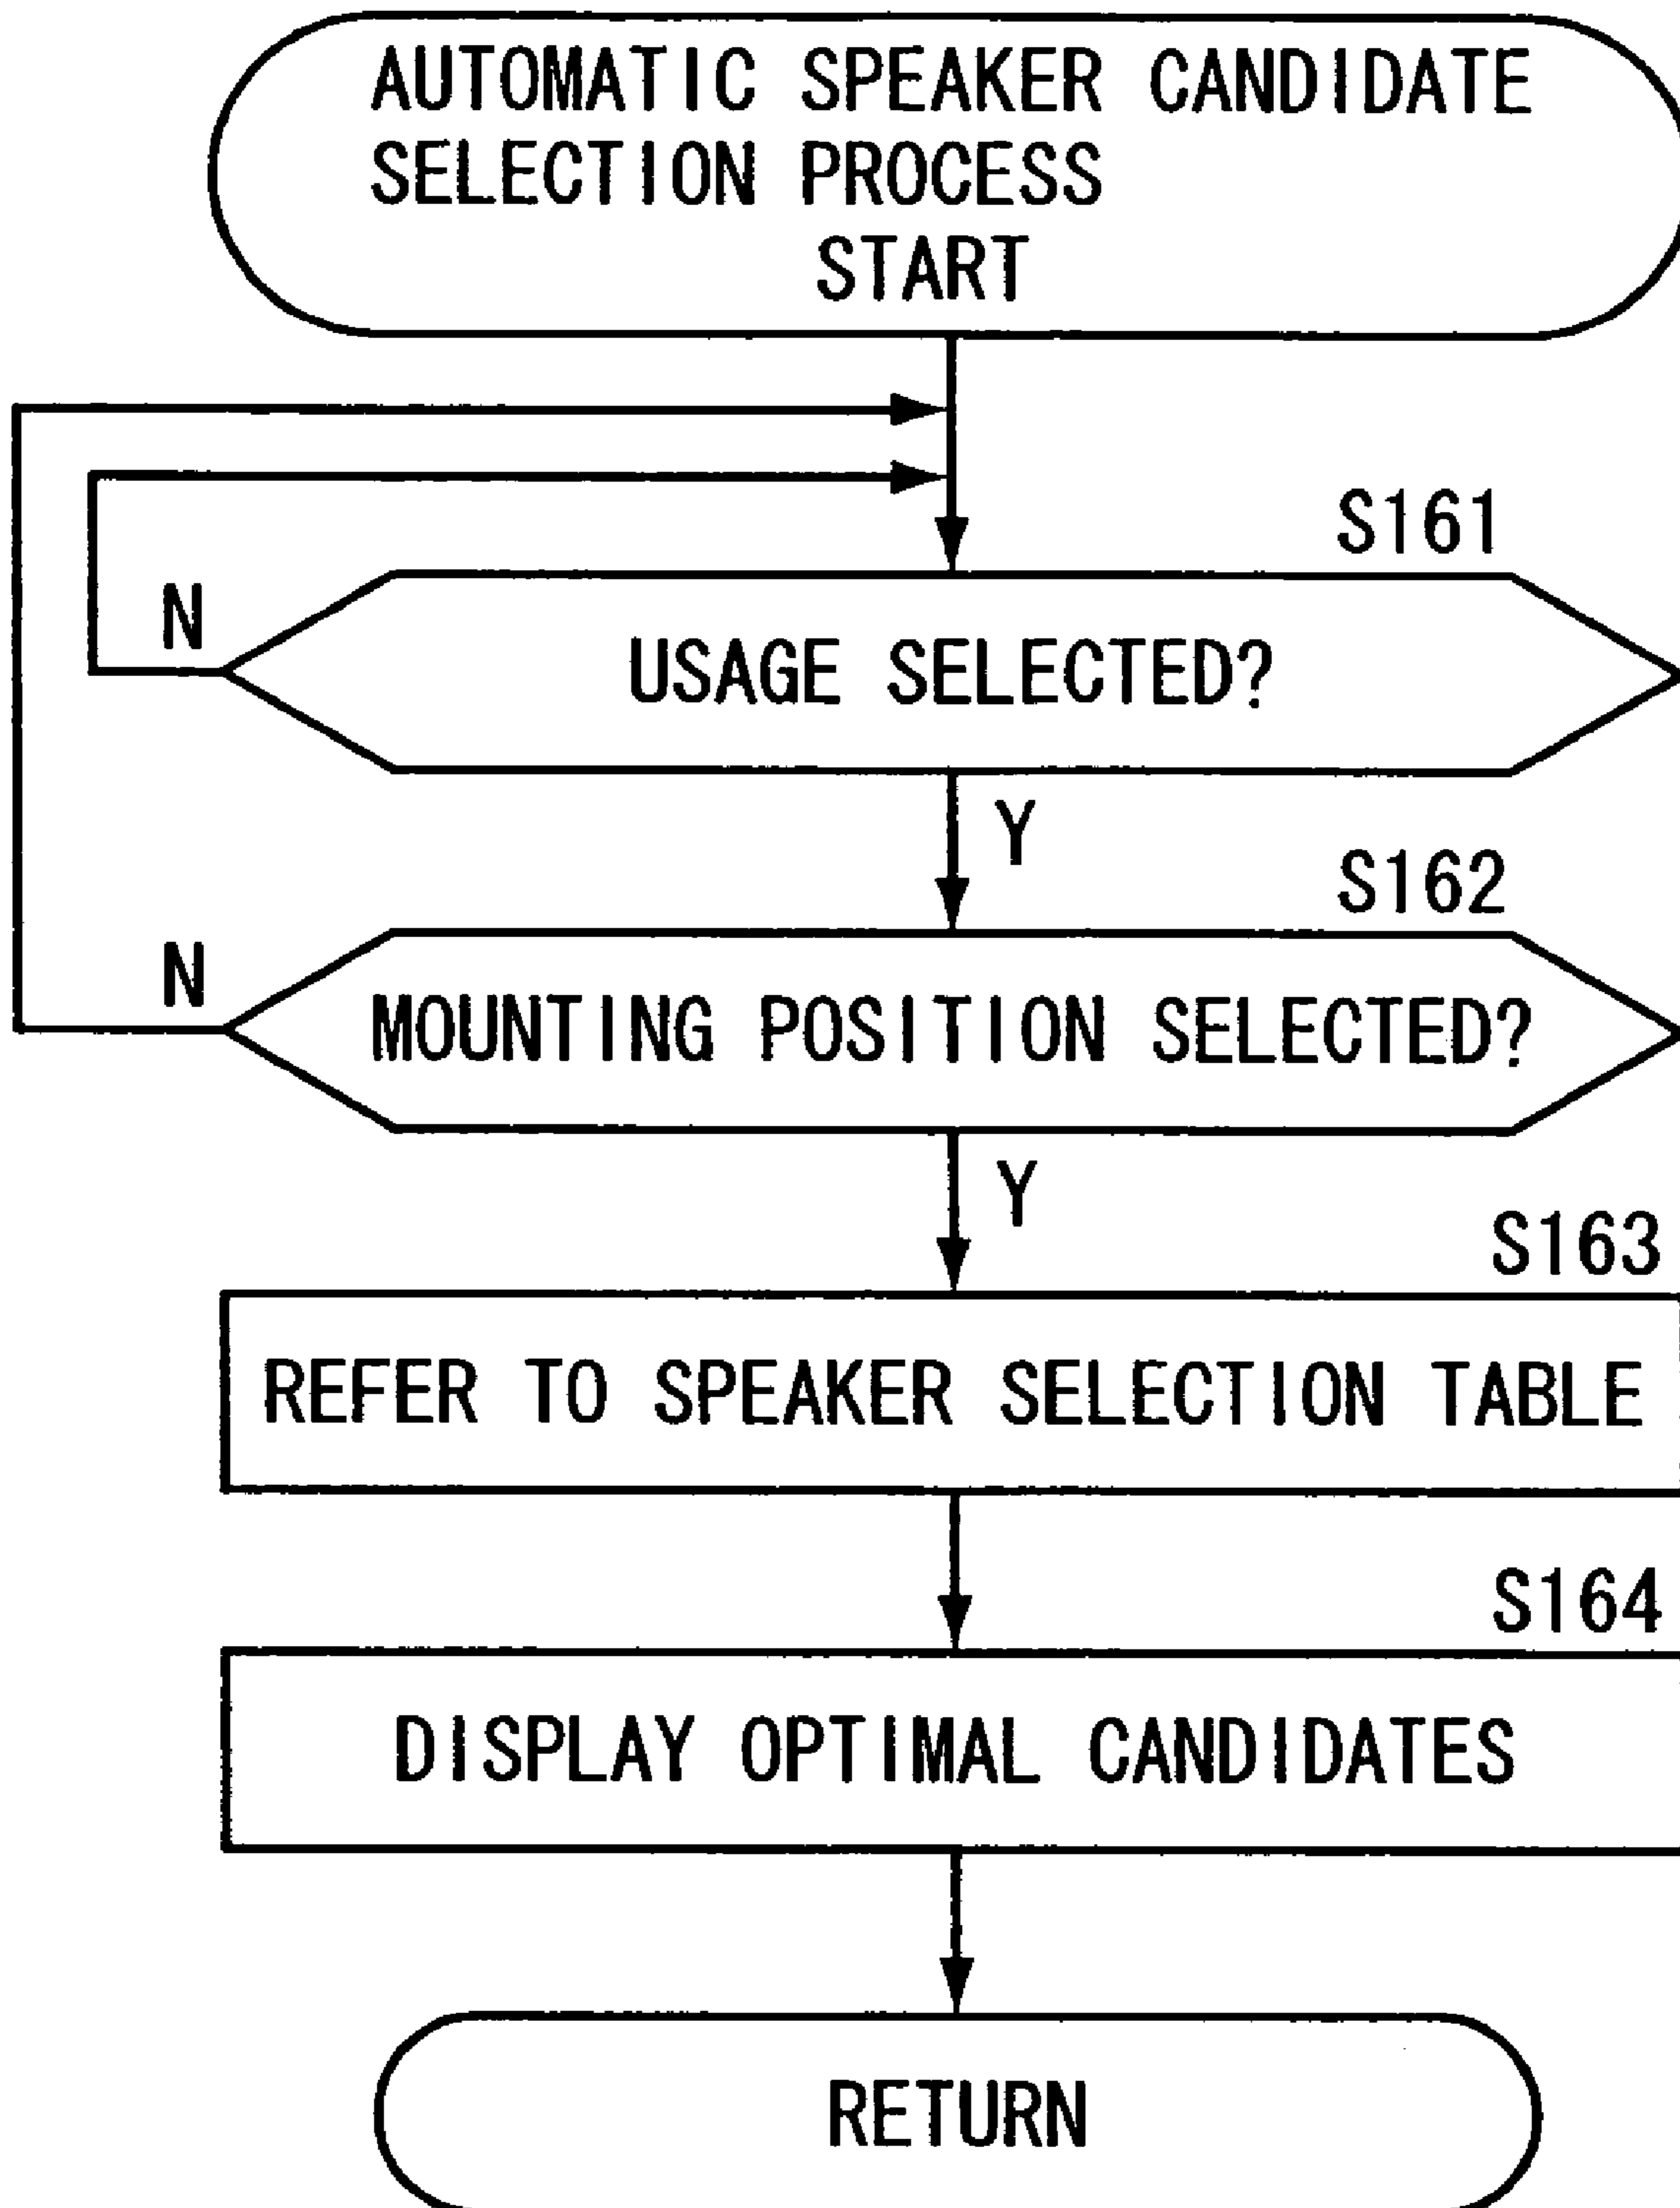 AUTOMATIC SPEAKER CANDIDATE
SELECTION PROCESS
START
S161
N
USAGE SELECTED?
Y
S162
N
MOUNTING POSITION SELECTED?
Y
S163
REFER TO SPEAKER SELECTION TABLE
S164
DISPLAY OPTIMAL CANDIDATES
RETURN